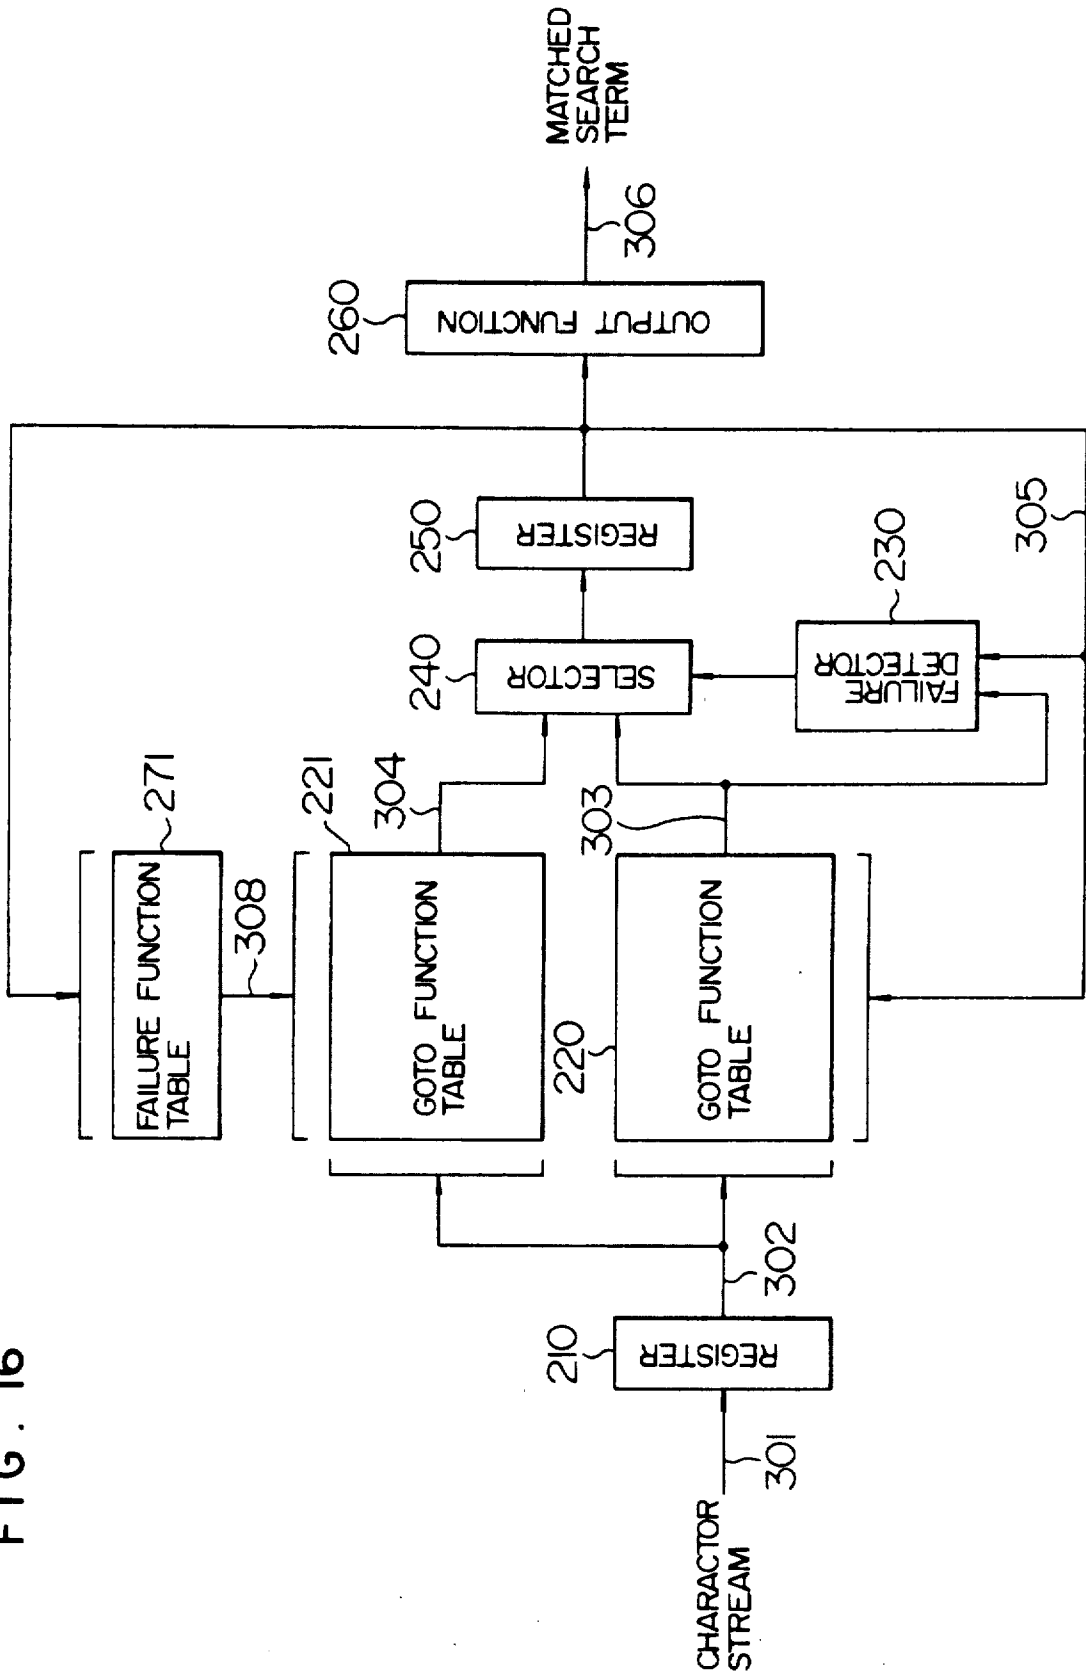 FIG. 16
FAILURE FUNCTION
TABLE
271
308
GOTO FUNCTION
TABLE
221
304
GOTO FUNCTION
TABLE
220
303
CHARACTOR
STREAM
301
REGISTER
210
302
SELECTOR
240
REGISTER
250
FAILURE
DETECTOR
230
305
OUTPUT FUNCTION
260
306
MATCHED
SEARCH
TERM